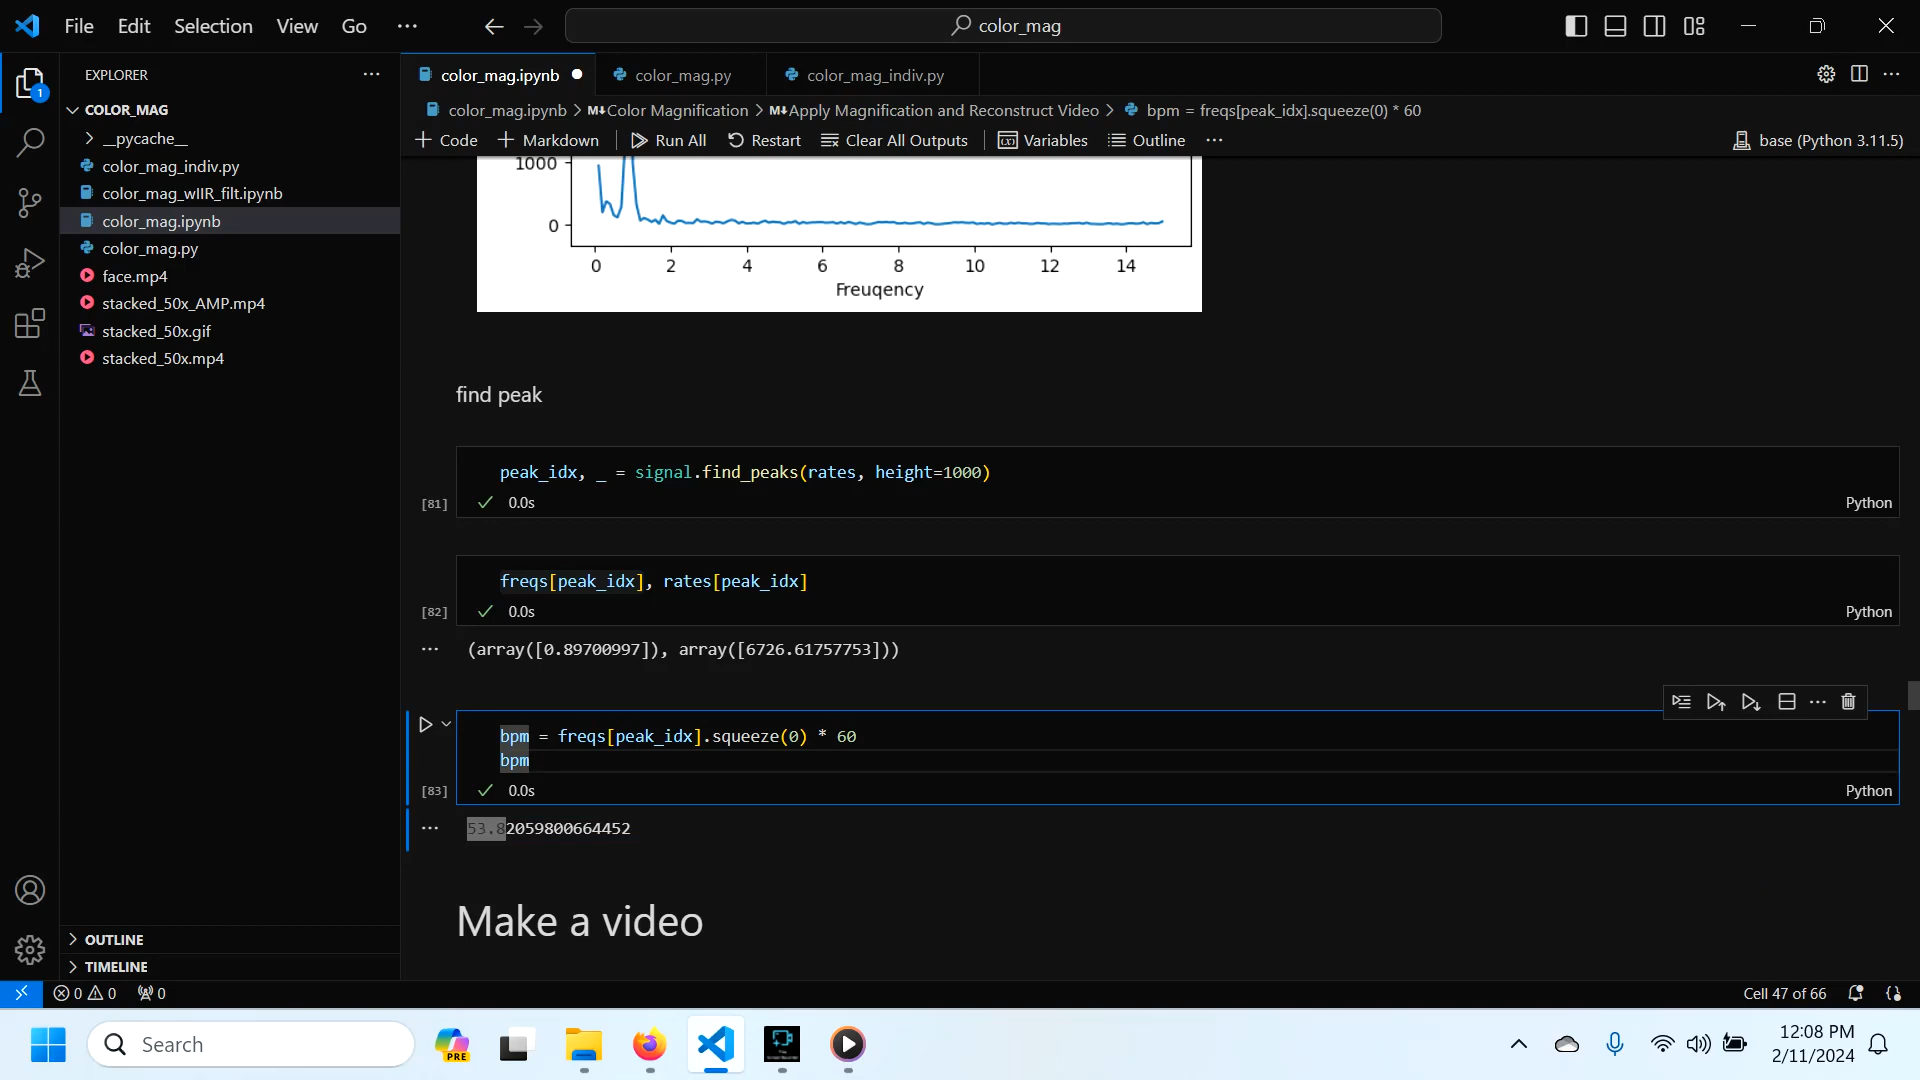 File Edit Selection View Go ···
color_mag
EXPLORER ···
COLOR_MAG
__pycache__
color_mag_indiv.py
color_mag_wIIR_filt.ipynb
color_mag.ipynb
color_mag.py
face.mp4
stacked_50x_AMP.mp4
stacked_50x.gif
stacked_50x.mp4
OUTLINE
TIMELINE
1
color_mag.ipynb color_mag.py color_mag_indiv.py
color_mag.ipynb > M↓Color Magnification > M↓Apply Magnification and Reconstruct Video > bpm = freqs[peak_idx].squeeze(0) * 60
+ Code + Markdown Run All Restart Clear All Outputs (x) Variables Outline ··· base (Python 3.11.5)
1000
0
0 2 4 6 8 10 12 14
Freuqency
find peak
peak_idx, _ = signal.find_peaks(rates, height=1000)
[81] 0.0s Python
freqs[peak_idx], rates[peak_idx]
[82] 0.0s Python
(array([0.89700997]), array([6726.61757753]))
bpm = freqs[peak_idx].squeeze(0) * 60
bpm
[83] 0.0s Python
53.82059800664452
Make a video
0 0 0 Cell 47 of 66
Search
PRE
12:08 PM
2/11/2024